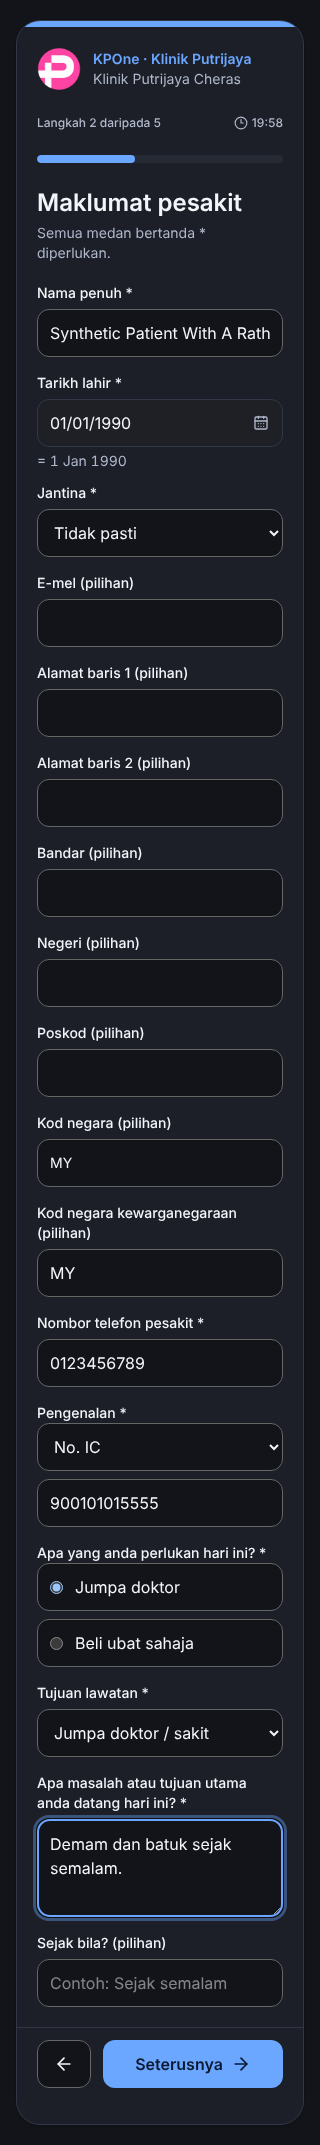 KPOne · Klinik Putrijaya
Klinik Putrijaya Cheras
Langkah 2 daripada 5
19:58
Maklumat pesakit
Semua medan bertanda *
diperlukan.
Nama penuh *
Synthetic Patient With A Rath
Tarikh lahir *
01/01/1990
= 1 Jan 1990
Jantina *
Tidak pasti
E-mel (pilihan)
Alamat baris 1 (pilihan)
Alamat baris 2 (pilihan)
Bandar (pilihan)
Negeri (pilihan)
Poskod (pilihan)
Kod negara (pilihan)
MY
Kod negara kewarganegaraan
(pilihan)
MY
Nombor telefon pesakit *
0123456789
Pengenalan *
No. IC
900101015555
Apa yang anda perlukan hari ini? *
Jumpa doktor
Beli ubat sahaja
Tujuan lawatan *
Jumpa doktor / sakit
Apa masalah atau tujuan utama
anda datang hari ini? *
Demam dan batuk sejak
semalam.
Sejak bila? (pilihan)
Contoh: Sejak semalam
Seterusnya